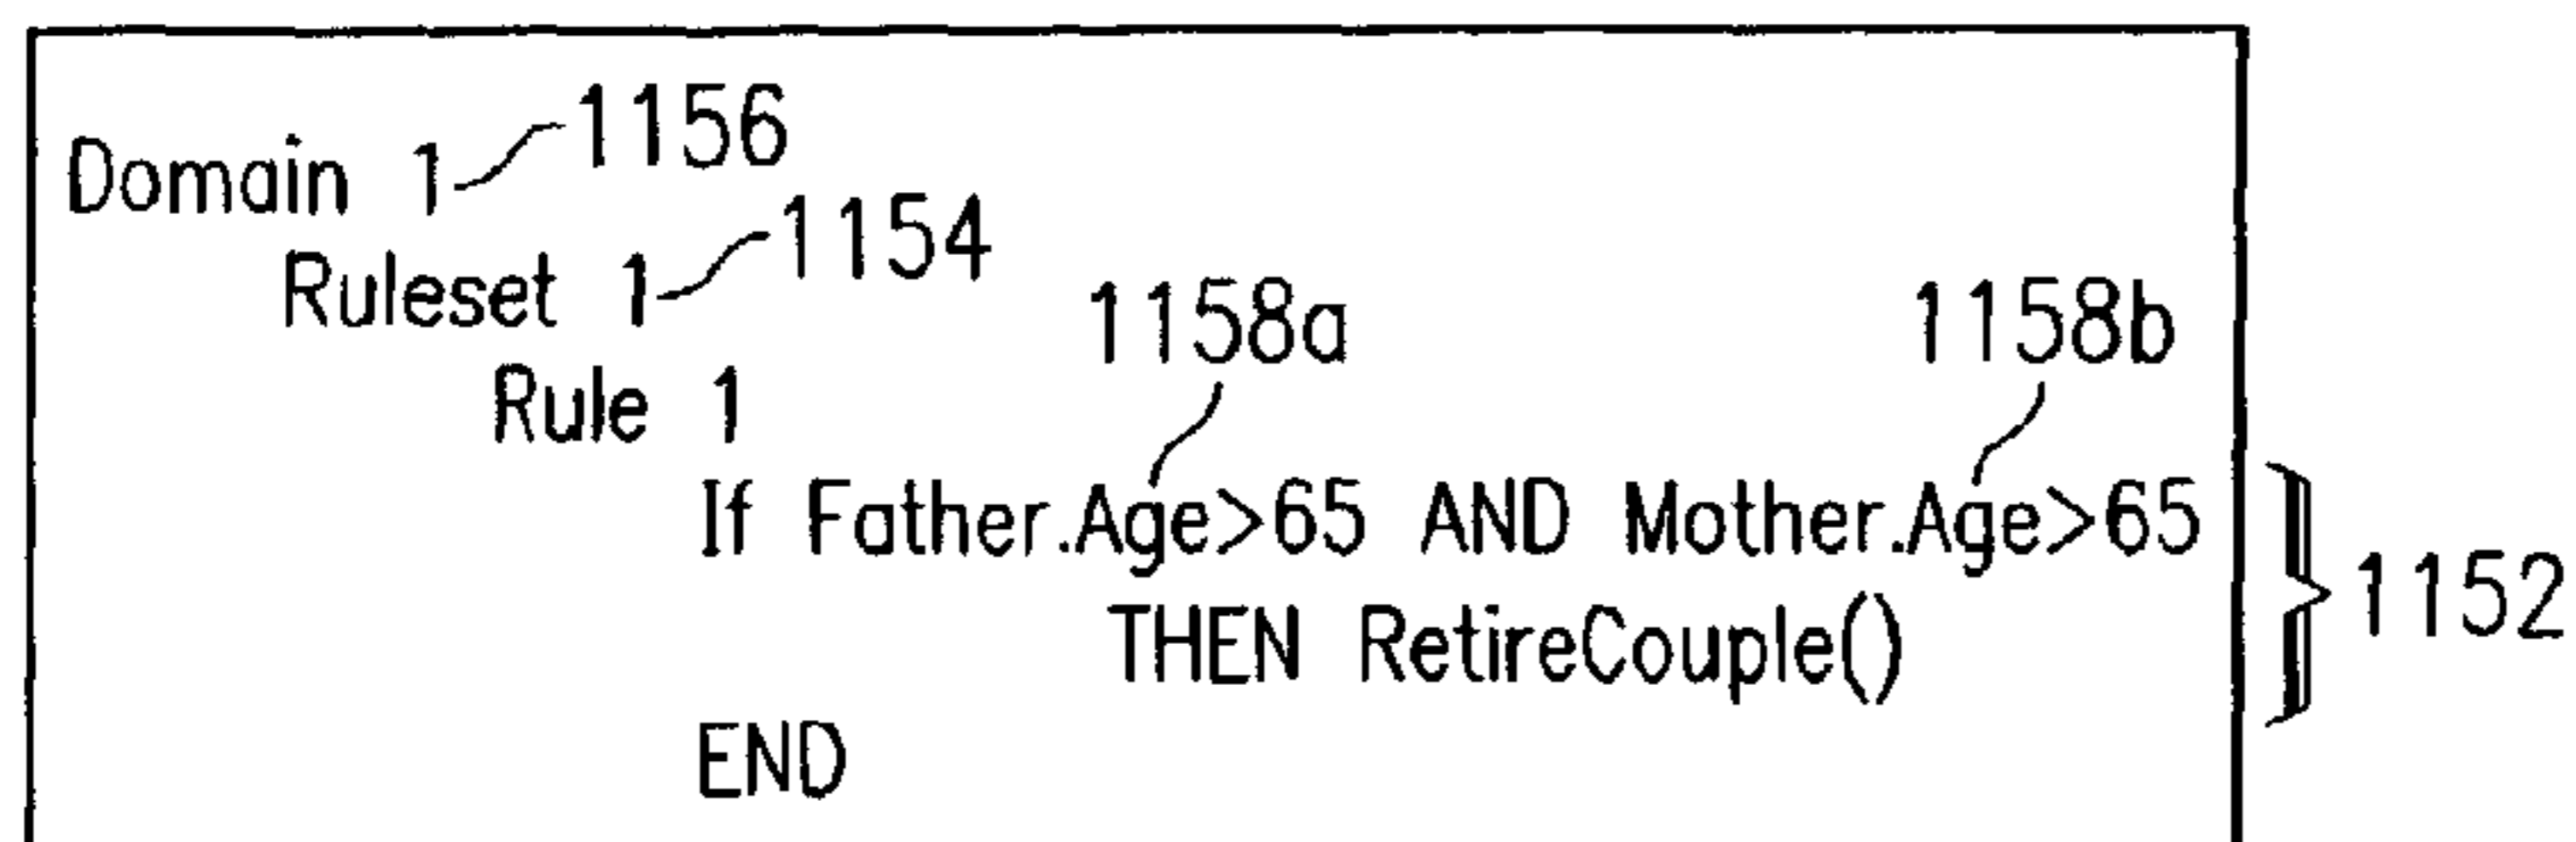 Domain 1 1156
Ruleset 1 1154
1158a 1158b
Rule 1
If Father.Age>65 AND Mother.Age>65
1152
THEN RetireCouple()
END